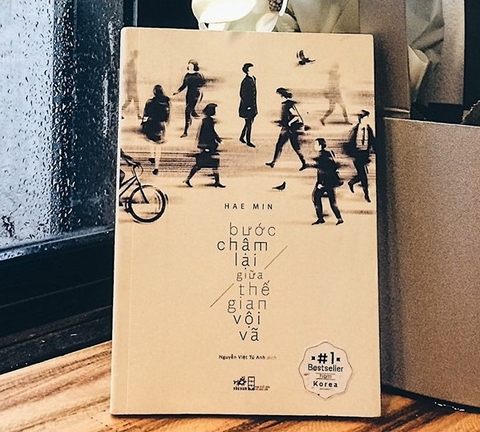 HAE MIN
bước
chậm
lại
giữa
thế
gian
vội
vã
Nguyễn Việt Tú Anh dịch
#1
Bestseller
Korea